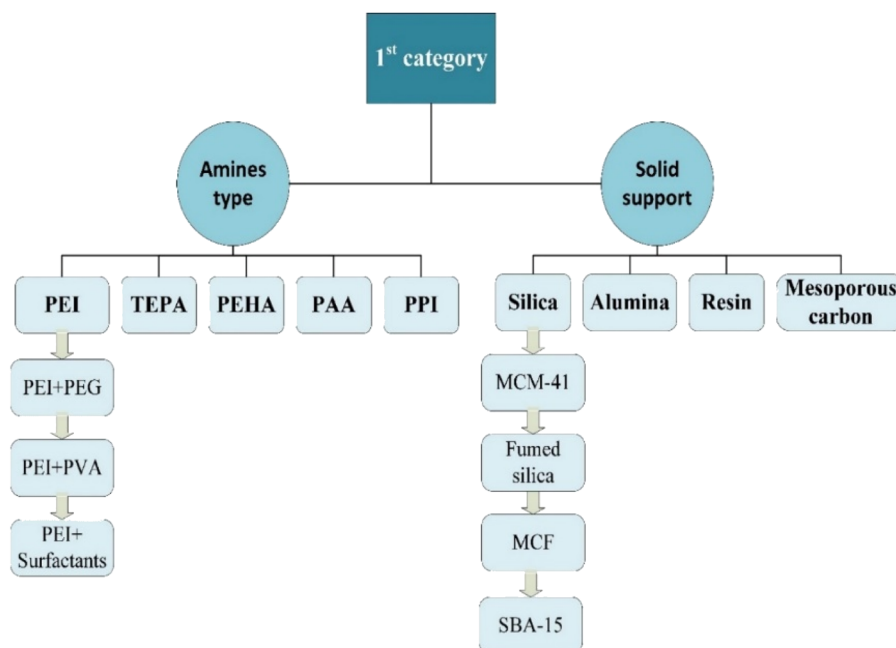 1st category
Amines
type
Solid
support
PEI
TEPA
PEHA
PAA
PPI
Silica
Alumina
Resin
Mesoporous
carbon
PEI+PEG
PEI+PVA
PEI+
Surfactants
MCM-41
Fumed
silica
MCF
SBA-15